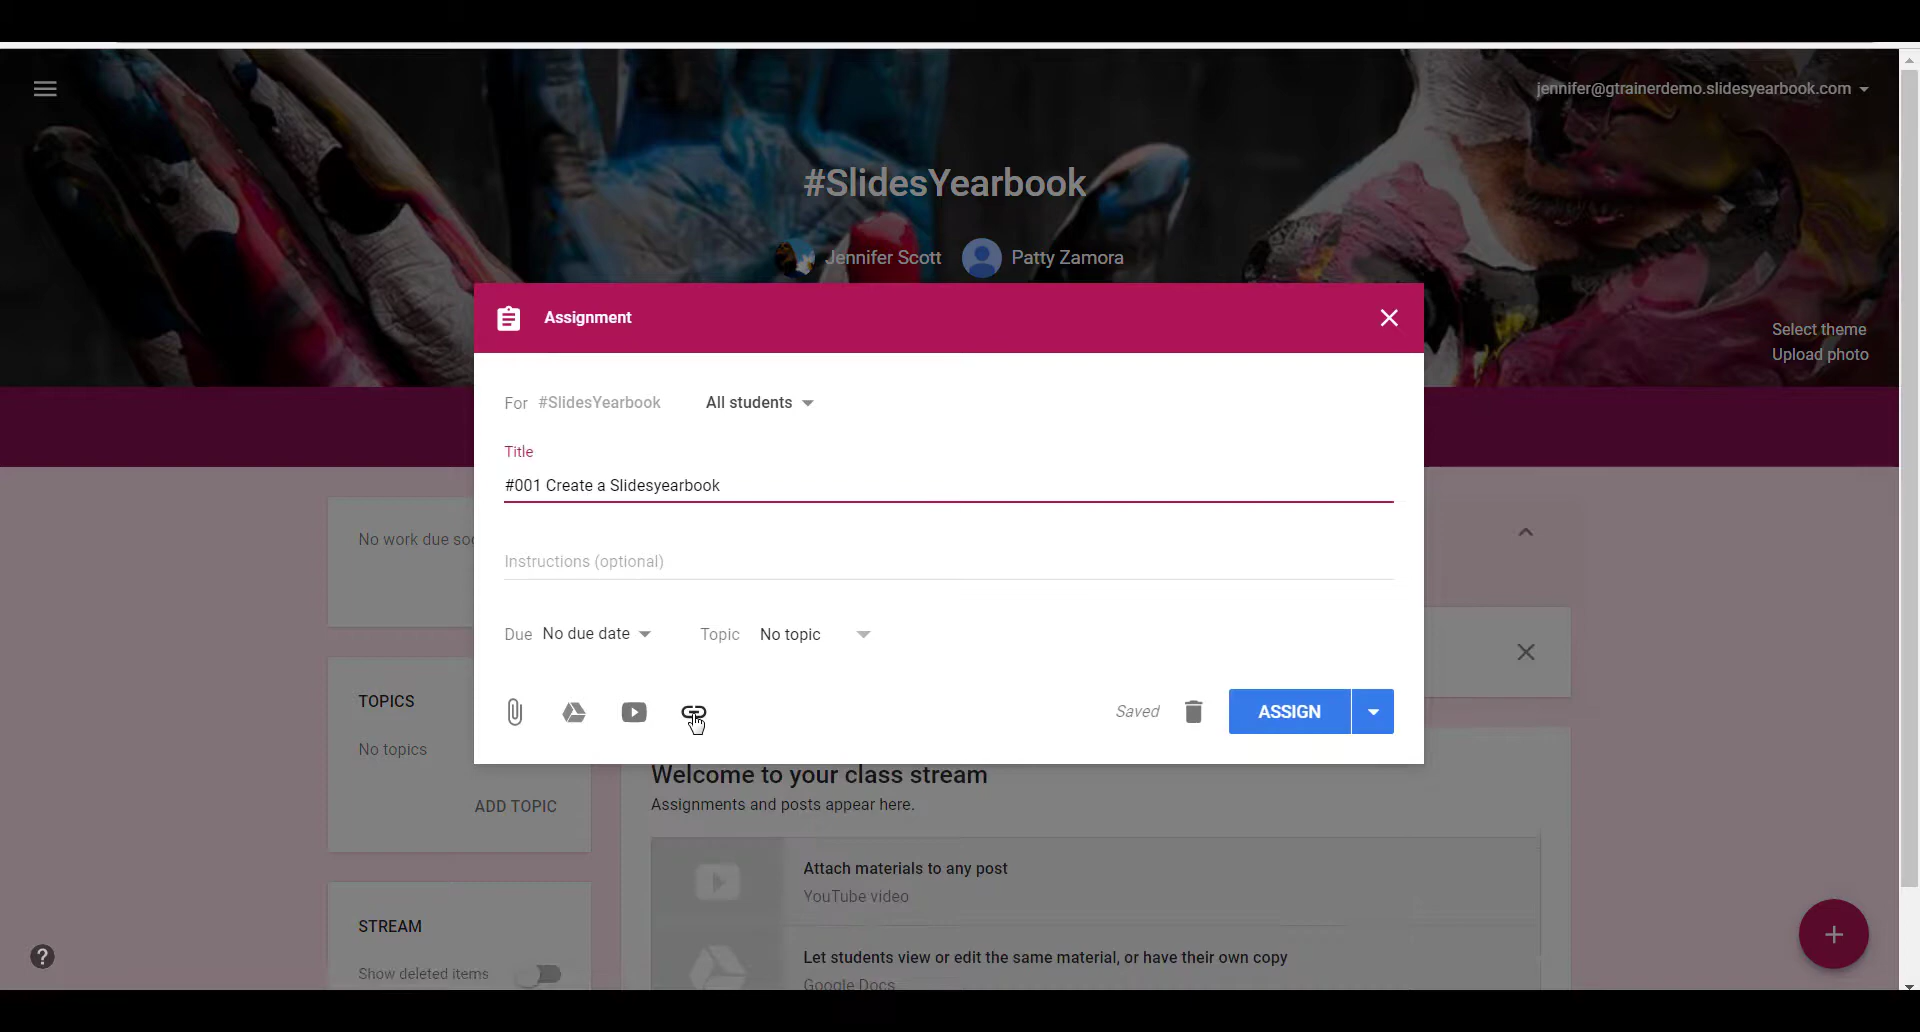 jennifer@gtrainerdemo.slidesyearbook.com
#SlidesYearbook
Jennifer Scott Patty Zamora
Select theme
Upload photo
Assignment
For #SlidesYearbook All students
Title
#001 Create a Slidesyearbook
Instructions (optional)
Due No due date Topic No topic
Saved ASSIGN
No work due
TOPICS
No topics
ADD TOPIC
STREAM
Show deleted items
Welcome to your class stream
Assignments and posts appear here.
Attach materials to any post
YouTube video
Let students view or edit the same material, or have their own copy
Google Docs